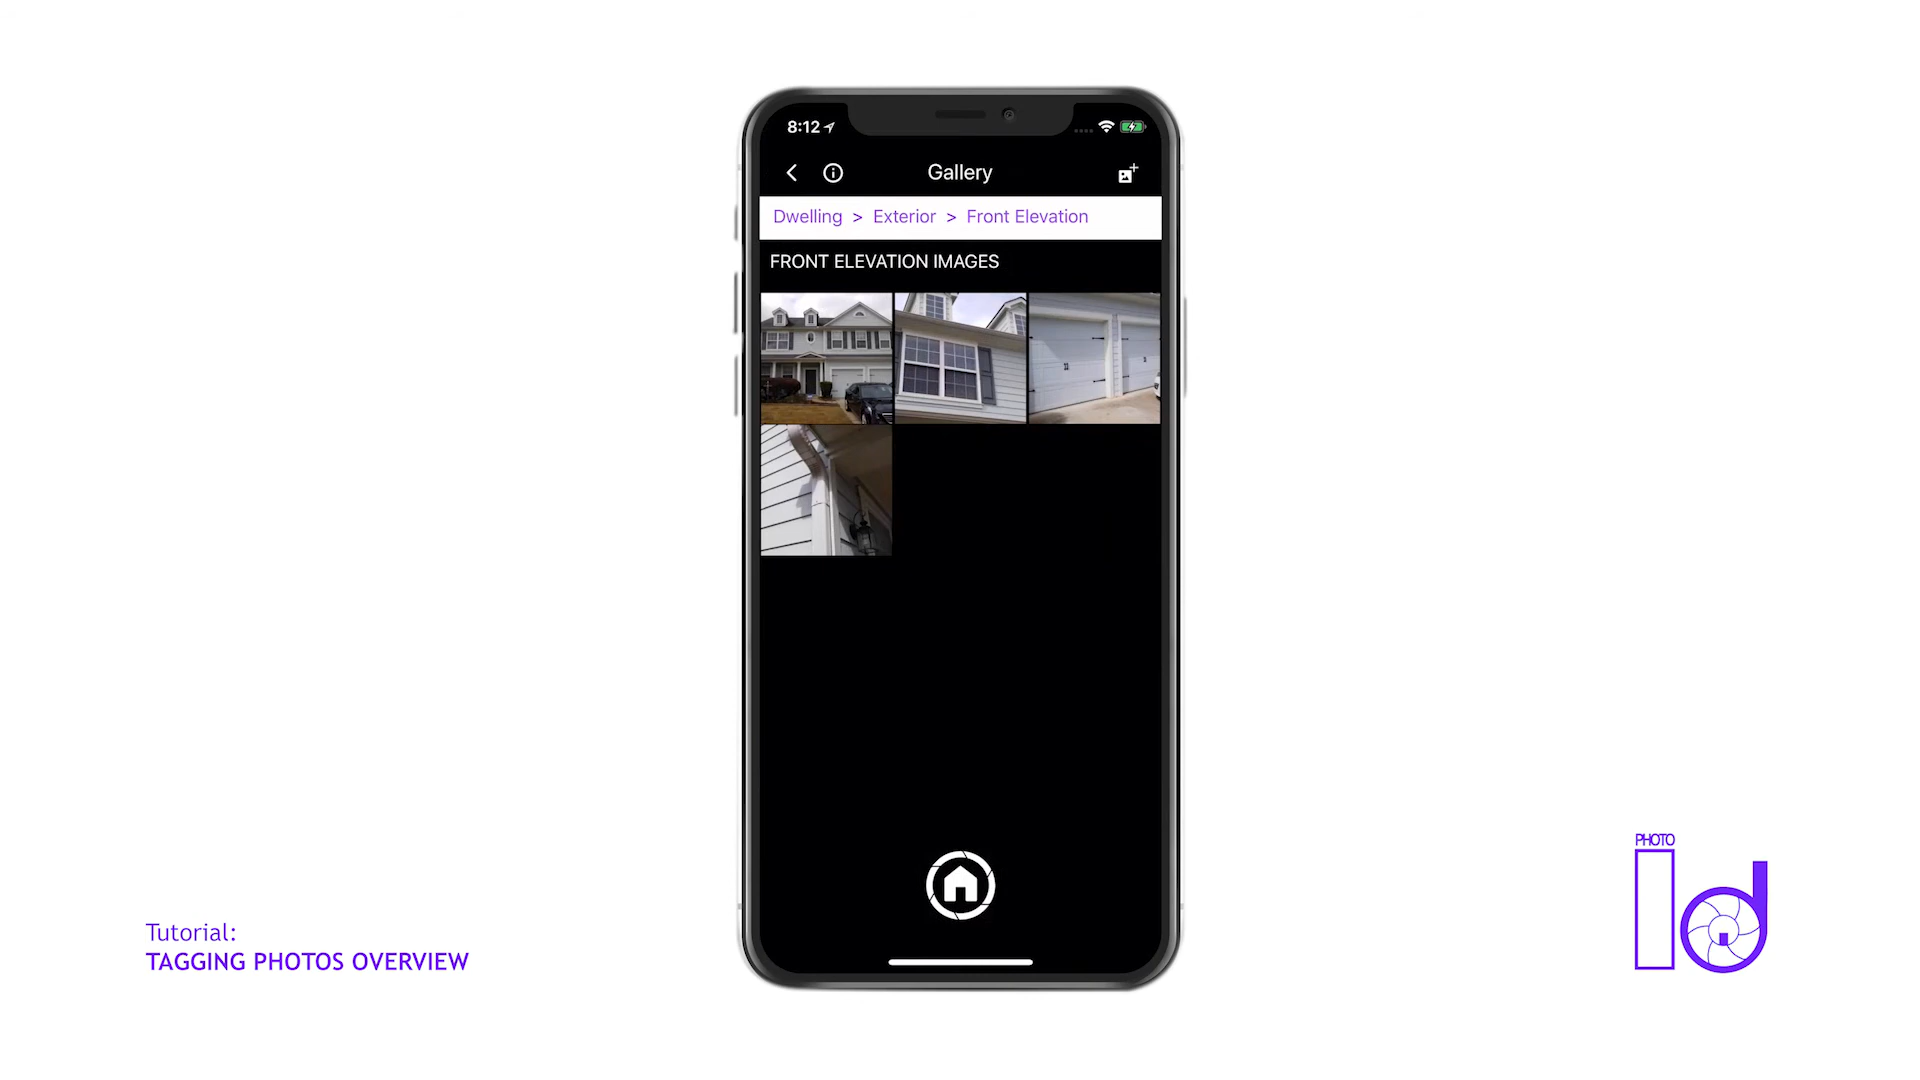 8:12
Gallery
Dwelling > Exterior > Front Elevation
FRONT ELEVATION IMAGES
Tutorial:
TAGGING PHOTOS OVERVIEW
PHOTO
Id